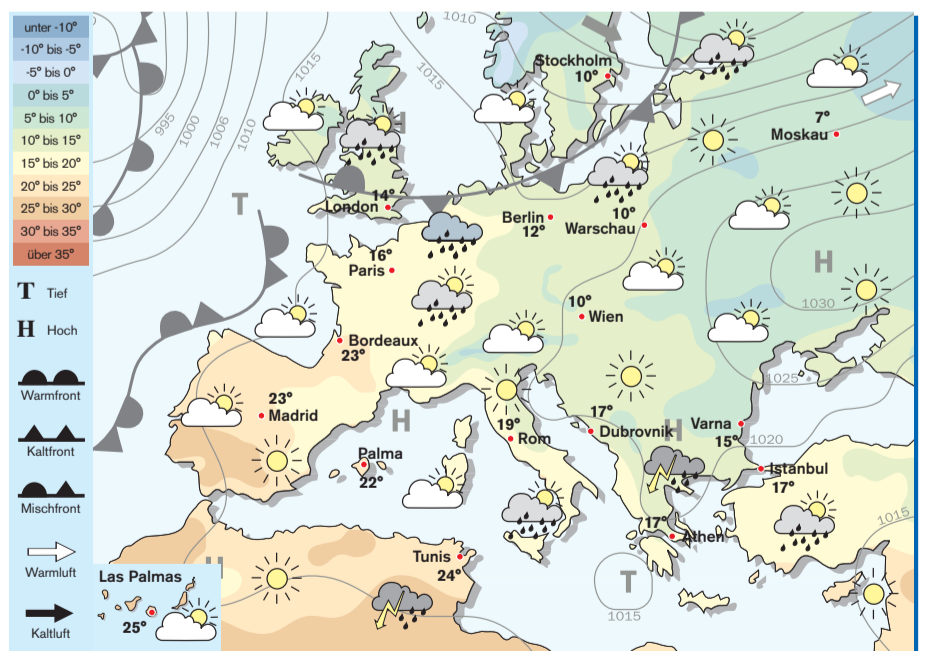 unter -10°
-10° bis -5°
-5° bis 0°
0° bis 5°
5° bis 10°
10° bis 15°
15° bis 20°
20° bis 25°
25° bis 30°
30° bis 35°
über 35°
T Tief
H Hoch
Warmfront
Kaltfront
Mischfront
Warmluft
Kaltluft
995
1000
1006
1010
1015
1010
1015
Stockholm
10°
7°
Moskau
H
T
14°
London
Berlin
12°
10°
Warschau
16°
Paris
H
1030
10°
Wien
Bordeaux
23°
1025
23°
Madrid
H
19°
Rom
17°
Dubrovnik
H
Varna
15°
1020
Palma
22°
Istanbul
17°
17°
Athen
1015
Tunis
24°
T
1015
H
Las Palmas
25°